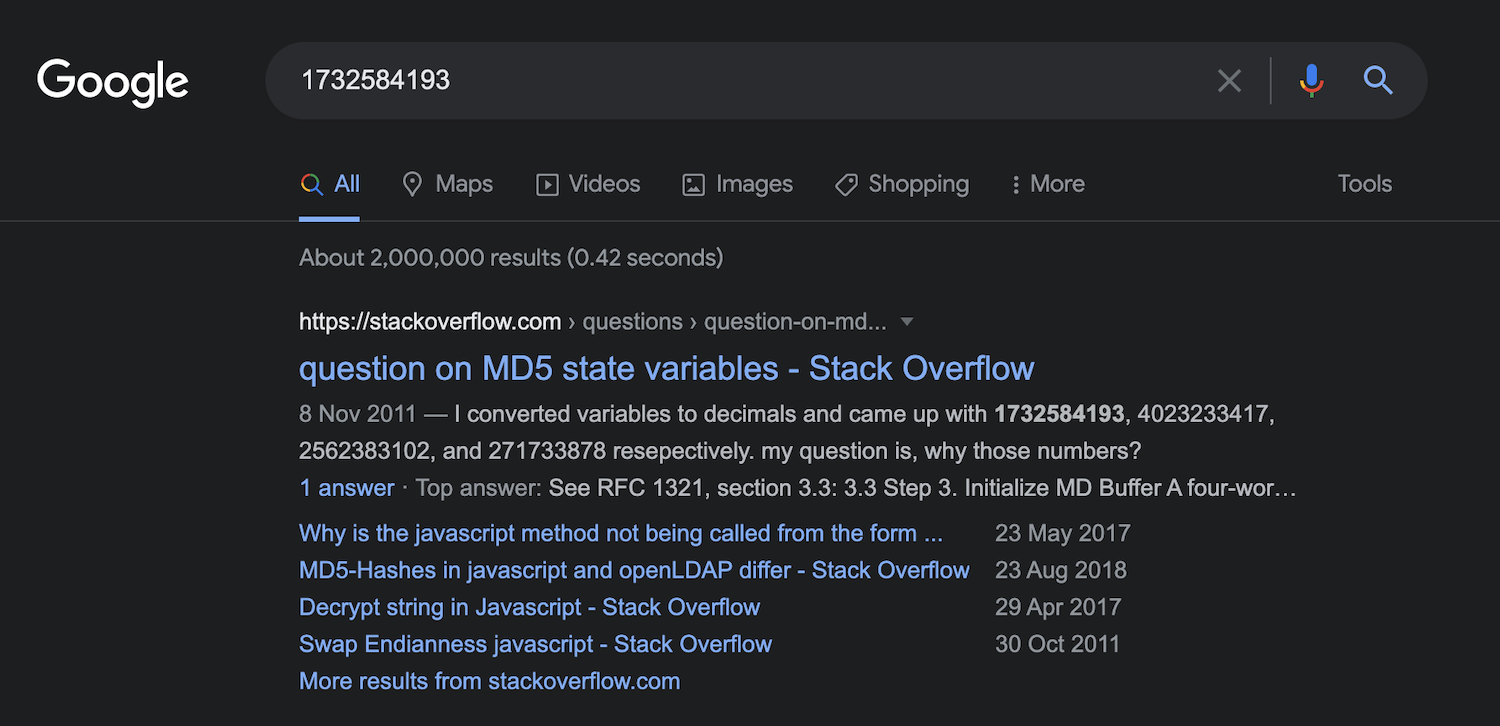 Google
1732584193
All Maps Videos Images Shopping More Tools
About 2,000,000 results (0.42 seconds)
https://stackoverflow.com › questions › question-on-md...
question on MD5 state variables - Stack Overflow
8 Nov 2011 — I converted variables to decimals and came up with 1732584193, 4023233417,
2562383102, and 271733878 resepectively. my question is, why those numbers?
1 answer · Top answer: See RFC 1321, section 3.3: 3.3 Step 3. Initialize MD Buffer A four-wor…
Why is the javascript method not being called from the form ... 23 May 2017
MD5-Hashes in javascript and openLDAP differ - Stack Overflow 23 Aug 2018
Decrypt string in Javascript - Stack Overflow 29 Apr 2017
Swap Endianness javascript - Stack Overflow 30 Oct 2011
More results from stackoverflow.com